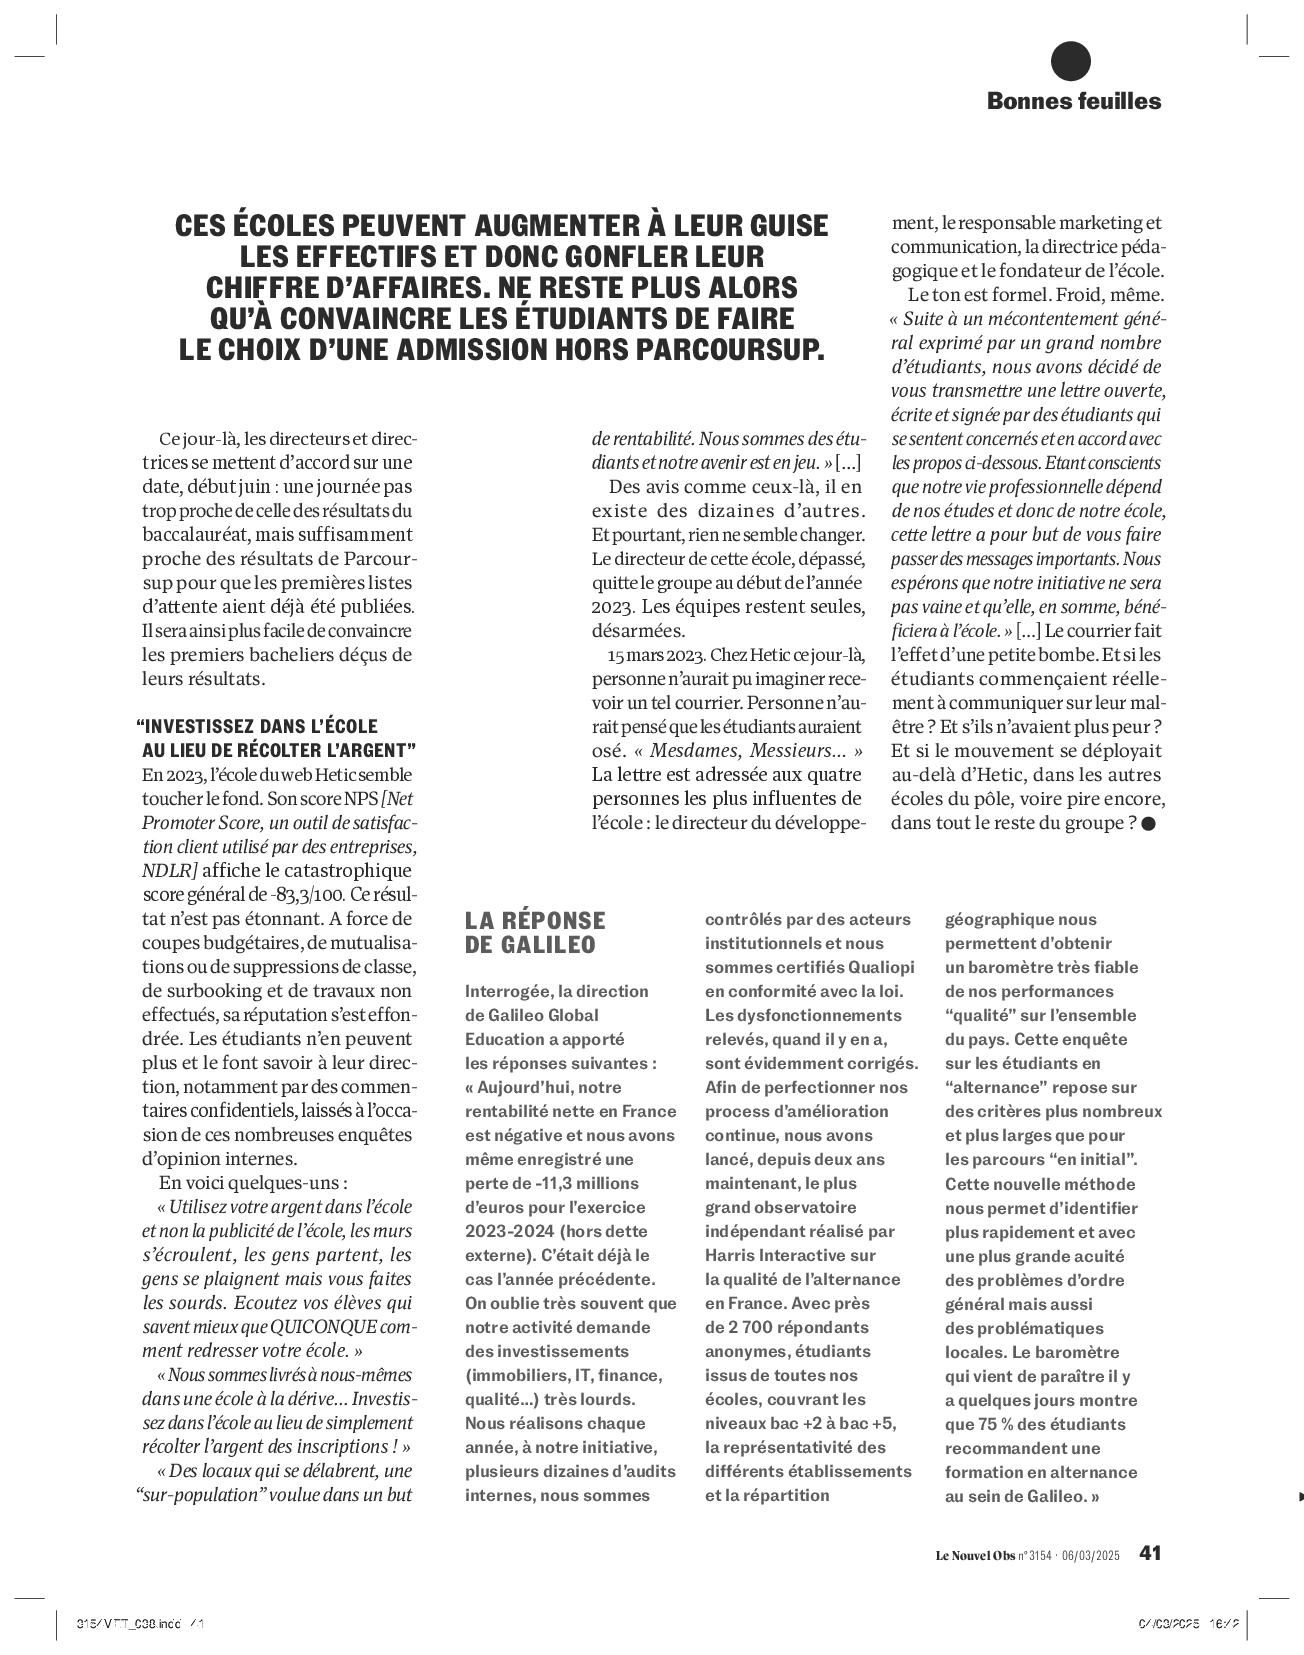 Bonnes feuilles
CES ÉCOLES PEUVENT AUGMENTER À LEUR GUISE
LES EFFECTIFS ET DONC GONFLER LEUR
CHIFFRE D’AFFAIRES. NE RESTE PLUS ALORS
QU’À CONVAINCRE LES ÉTUDIANTS DE FAIRE
LE CHOIX D’UNE ADMISSION HORS PARCOURSUP.
Ce jour-là, les directeurs et direc-
trices se mettent d’accord sur une
date, début juin : une journée pas
trop proche de celle des résultats du
baccalauréat, mais suffisamment
proche des résultats de Parcour-
sup pour que les premières listes
d’attente aient déjà été publiées.
Il sera ainsi plus facile de convaincre
les premiers bacheliers déçus de
leurs résultats.
“INVESTISSEZ DANS L’ÉCOLE
AU LIEU DE RÉCOLTER L’ARGENT”
En 2023, l’école du web Hetic semble
toucher le fond. Son score NPS [Net
Promoter Score, un outil de satisfac-
tion client utilisé par des entreprises,
NDLR] affiche le catastrophique
score général de -83,3/100. Ce résul-
tat n’est pas étonnant. A force de
coupes budgétaires, de mutualisa-
tions ou de suppressions de classe,
de surbooking et de travaux non
effectués, sa réputation s’est effon-
drée. Les étudiants n’en peuvent
plus et le font savoir à leur direc-
tion, notamment par des commen-
taires confidentiels, laissés à l’occa-
sion de ces nombreuses enquêtes
d’opinion internes.
En voici quelques-uns :
« Utilisez votre argent dans l’école
et non la publicité de l’école, les murs
s’écroulent, les gens partent, les
gens se plaignent mais vous faites
les sourds. Ecoutez vos élèves qui
savent mieux que QUICONQUE com-
ment redresser votre école. »
« Nous sommes livrés à nous-mêmes
dans une école à la dérive… Investis-
sez dans l’école au lieu de simplement
récolter l’argent des inscriptions ! »
« Des locaux qui se délabrent, une
“sur-population” voulue dans un but
de rentabilité. Nous sommes des étu-
diants et notre avenir est en jeu. » […]
Des avis comme ceux-là, il en
existe des dizaines d’autres.
Et pourtant, rien ne semble changer.
Le directeur de cette école, dépassé,
quitte le groupe au début de l’année
2023. Les équipes restent seules,
désarmées.
15 mars 2023. Chez Hetic ce jour-là,
personne n’aurait pu imaginer rece-
voir un tel courrier. Personne n’au-
rait pensé que les étudiants auraient
osé. « Mesdames, Messieurs… »
La lettre est adressée aux quatre
personnes les plus influentes de
l’école : le directeur du développe-
ment, le responsable marketing et
communication, la directrice péda-
gogique et le fondateur de l’école.
Le ton est formel. Froid, même.
« Suite à un mécontentement géné-
ral exprimé par un grand nombre
d’étudiants, nous avons décidé de
vous transmettre une lettre ouverte,
écrite et signée par des étudiants qui
se sentent concernés et en accord avec
les propos ci-dessous. Etant conscients
que notre vie professionnelle dépend
de nos études et donc de notre école,
cette lettre a pour but de vous faire
passer des messages importants. Nous
espérons que notre initiative ne sera
pas vaine et qu’elle, en somme, béné-
ficiera à l’école. » […] Le courrier fait
l’effet d’une petite bombe. Et si les
étudiants commençaient réelle-
ment à communiquer sur leur mal-
être ? Et s’ils n’avaient plus peur ?
Et si le mouvement se déployait
au-delà d’Hetic, dans les autres
écoles du pôle, voire pire encore,
dans tout le reste du groupe ? ●
LA RÉPONSE
DE GALILEO
Interrogée, la direction
de Galileo Global
Education a apporté
les réponses suivantes :
« Aujourd’hui, notre
rentabilité nette en France
est négative et nous avons
même enregistré une
perte de -11,3 millions
d’euros pour l’exercice
2023-2024 (hors dette
externe). C’était déjà le
cas l’année précédente.
On oublie très souvent que
notre activité demande
des investissements
(immobiliers, IT, finance,
qualité…) très lourds.
Nous réalisons chaque
année, à notre initiative,
plusieurs dizaines d’audits
internes, nous sommes
contrôlés par des acteurs
institutionnels et nous
sommes certifiés Qualiopi
en conformité avec la loi.
Les dysfonctionnements
relevés, quand il y en a,
sont évidemment corrigés.
Afin de perfectionner nos
process d’amélioration
continue, nous avons
lancé, depuis deux ans
maintenant, le plus
grand observatoire
indépendant réalisé par
Harris Interactive sur
la qualité de l’alternance
en France. Avec près
de 2 700 répondants
anonymes, étudiants
issus de toutes nos
écoles, couvrant les
niveaux bac +2 à bac +5,
la représentativité des
différents établissements
et la répartition
géographique nous
permettent d’obtenir
un baromètre très fiable
de nos performances
“qualité” sur l’ensemble
du pays. Cette enquête
sur les étudiants en
“alternance” repose sur
des critères plus nombreux
et plus larges que pour
les parcours “en initial”.
Cette nouvelle méthode
nous permet d’identifier
plus rapidement et avec
une plus grande acuité
des problèmes d’ordre
général mais aussi
des problématiques
locales. Le baromètre
qui vient de paraître il y
a quelques jours montre
que 75 % des étudiants
recommandent une
formation en alternance
au sein de Galileo. »
Le Nouvel Obs n° 3154 · 06/03/2025 41